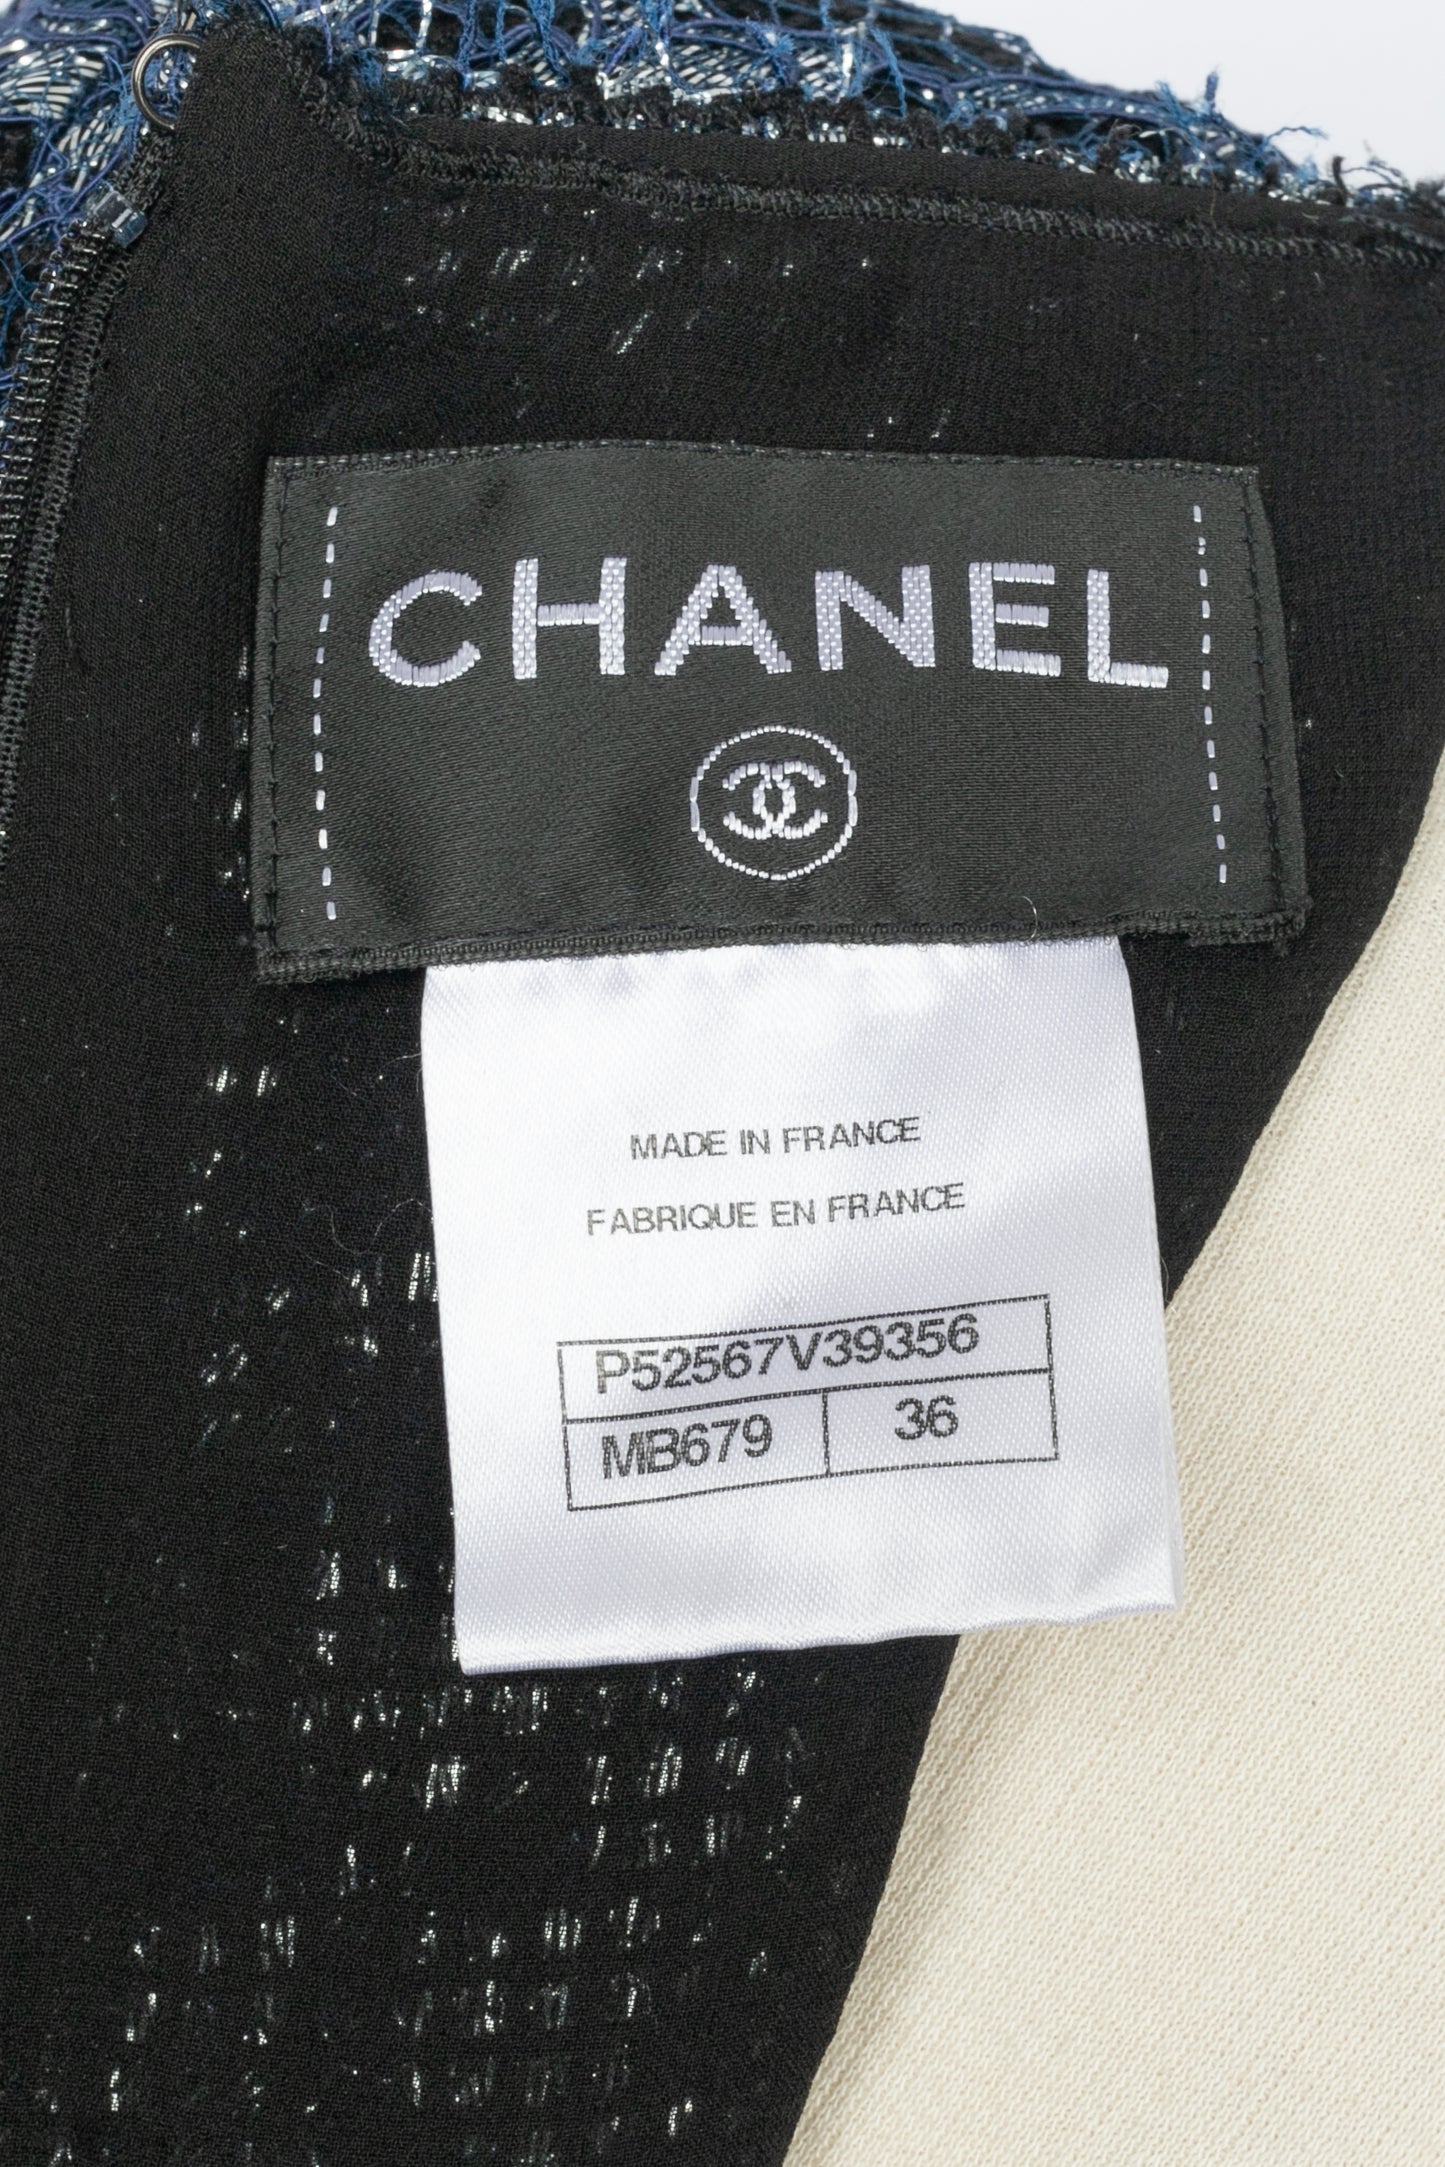 CHANEL
MADE IN FRANCE
FABRIQUE EN FRANCE
P52567V39356
MB679 36